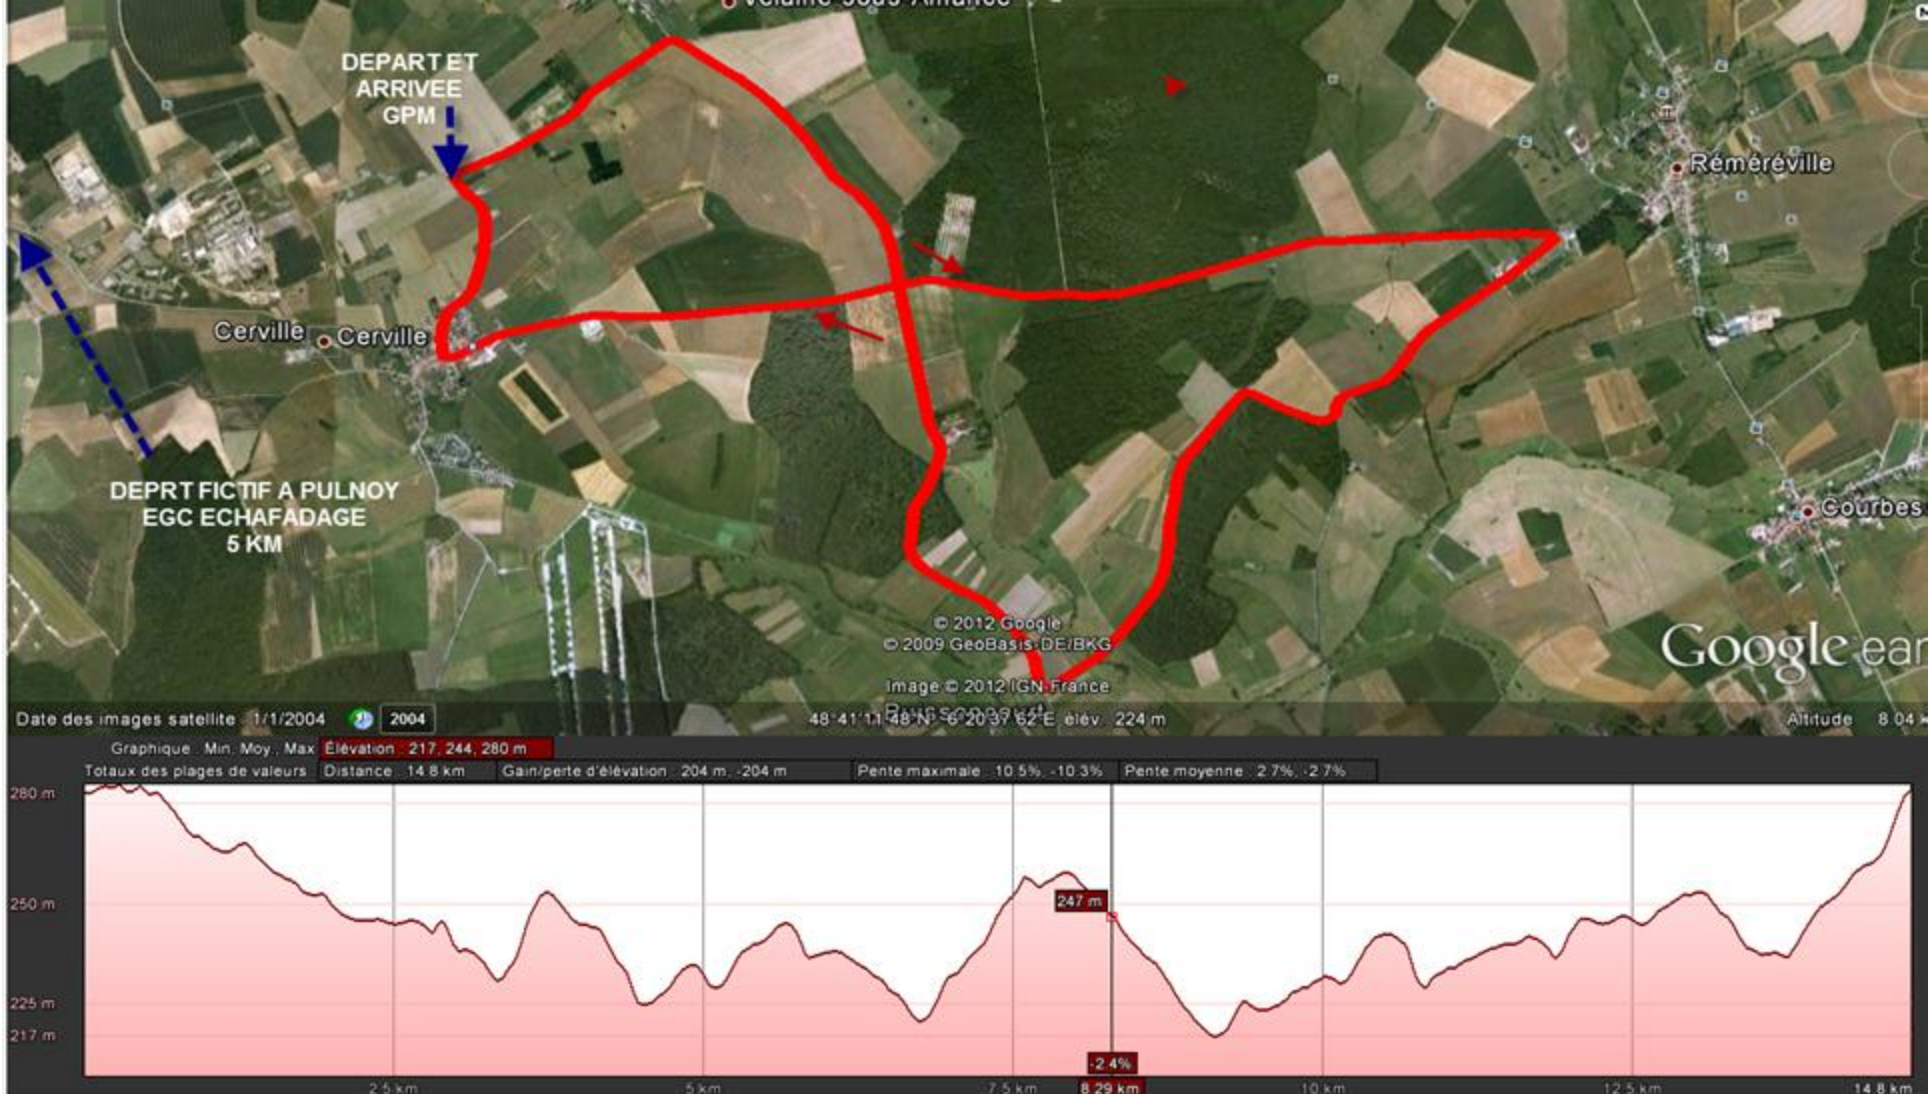 Velaine-sous-Amance
DEPART ET
ARRIVEE
GPM
Réméréville
Cerville
Cerville
DEPRT FICTIF A PULNOY
EGC ECHAFADAGE
5 KM
Courbes
© 2012 Google
© 2009 GeoBasis-DE/BKG
Image © 2012 IGN-France
Google ear
Date des images satellite : 1/1/2004 2004
48°41'11.48"N 6°20'37.62"E élév. 224 m
Altitude 8.04 k
Graphique : Min. Moy., Max Élévation : 217, 244, 280 m
Totaux des plages de valeurs Distance : 14.8 km Gain/perte d'élévation : 204 m, -204 m Pente maximale : 10.5%, -10.3% Pente moyenne : 2.7%, -2.7%
280 m
250 m
247 m
225 m
217 m
-2.4%
2.5 km 5 km 7.5 km 8.29 km 10 km 12.5 km 14.8 km